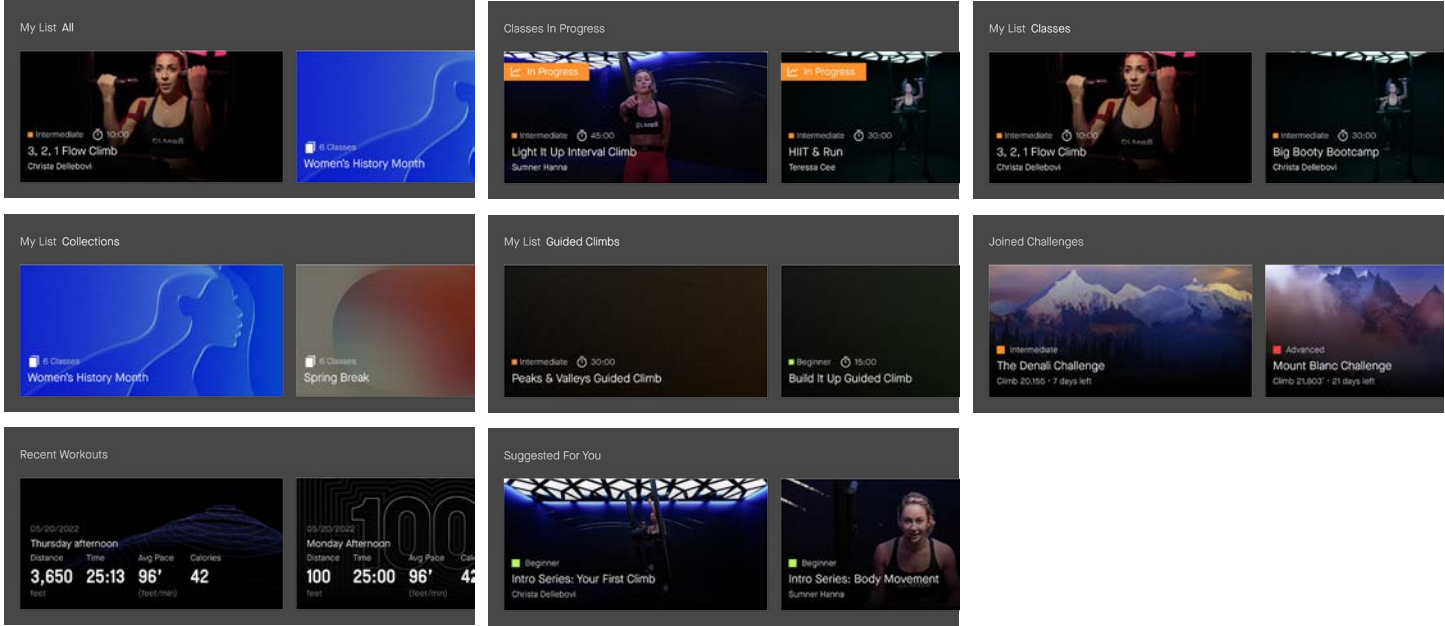 My List All
Intermediate 10:00
3, 2, 1 Flow Climb
Christa Dellebovi
6 Classes
Women's History Month
Classes In Progress
In Progress
Intermediate 45:00
Light It Up Interval Climb
Sumner Hanna
In Progress
Intermediate 30:00
HIIT & Run
Teressa Cee
My List Classes
Intermediate 10:00
3, 2, 1 Flow Climb
Christa Dellebovi
Intermediate 30:00
Big Booty Bootcamp
Christa Dellebovi
My List Collections
6 Classes
Women's History Month
6 Classes
Spring Break
My List Guided Climbs
Intermediate 30:00
Peaks & Valleys Guided Climb
Beginner 15:00
Build It Up Guided Climb
Joined Challenges
Intermediate
The Denali Challenge
Climb 20,155 • 7 days left
Advanced
Mount Blanc Challenge
Climb 21,803' • 21 days left
Recent Workouts
05/20/2022
Thursday afternoon
Distance Time Avg Pace Calories
3,650 25:13 96' 42
feet (feet/min)
100
05/20/2022
Monday Afternoon
Distance Time Avg Pace Cal
100 25:00 96' 42
feet (feet/min)
Suggested For You
Beginner
Intro Series: Your First Climb
Christa Dellebovi
Beginner
Intro Series: Body Movement
Sumner Hanna